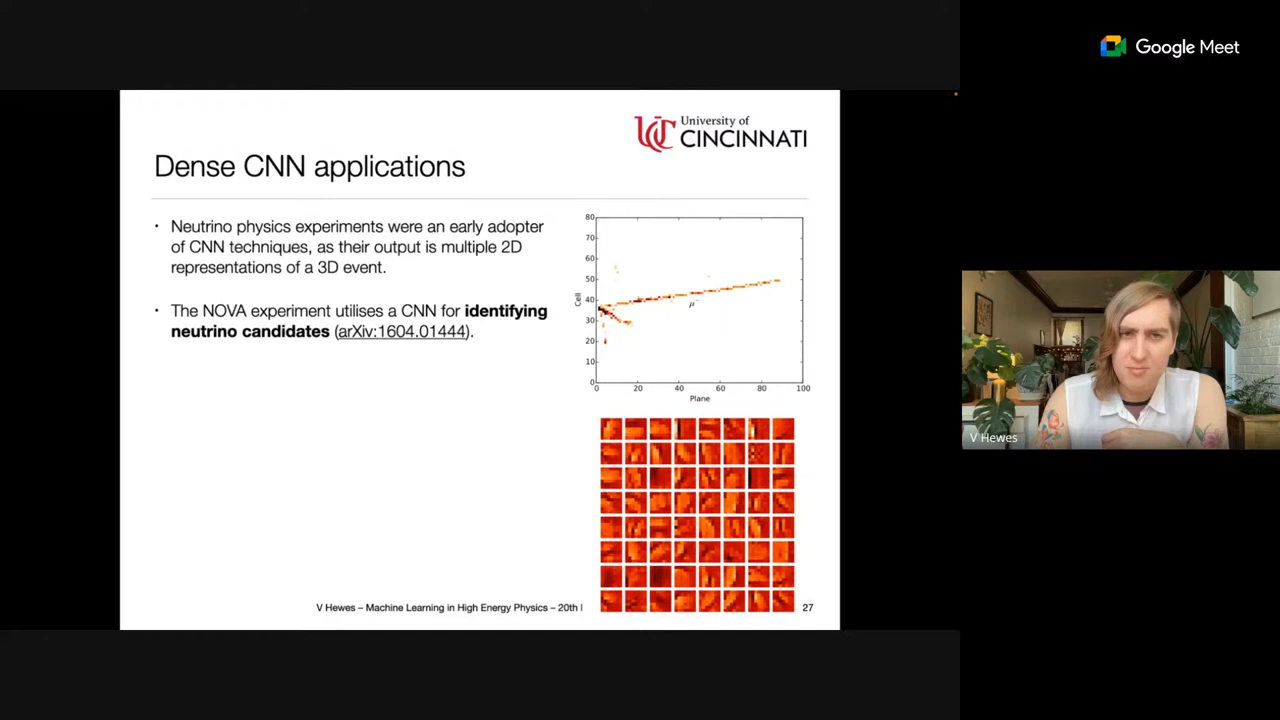 Google Meet
University of
CINCINNATI
Dense CNN applications
• Neutrino physics experiments were an early adopter
of CNN techniques, as their output is multiple 2D
representations of a 3D event.
• The NOVA experiment utilises a CNN for identifying
neutrino candidates (arXiv:1604.01444).
80
70
60
50
40
30
20
10
0
Cell
μ⁻
0 20 40 60 80 100
Plane
V Hewes – Machine Learning in High Energy Physics – 20th
27
V Hewes